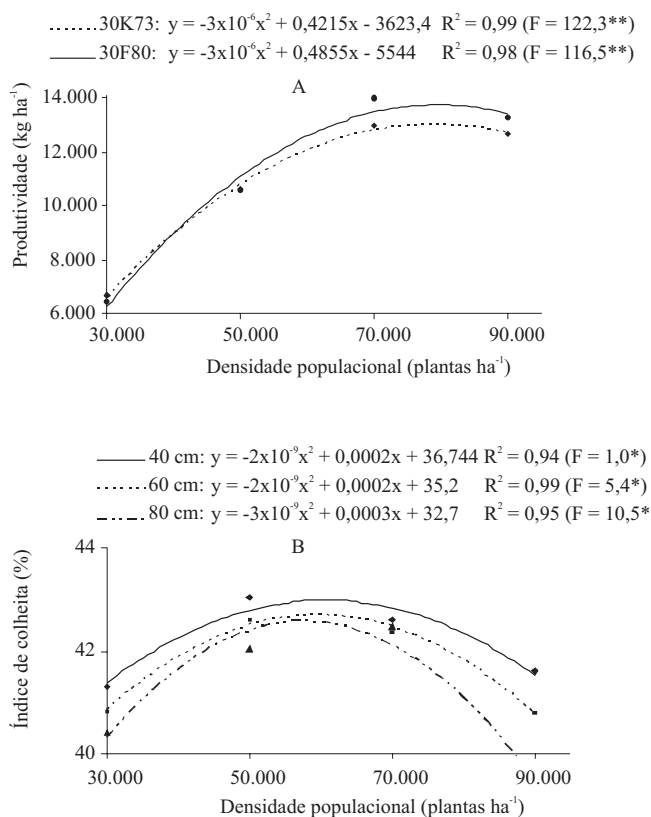 30K73: y = -3x10⁻⁶x² + 0,4215x - 3623,4 R² = 0,99 (F = 122,3**)
30F80: y = -3x10⁻⁶x² + 0,4855x - 5544 R² = 0,98 (F = 116,5**)
A
Produtividade (kg ha⁻¹)
14.000
12.000
10.000
8.000
6.000
30.000 50.000 70.000 90.000
Densidade populacional (plantas ha⁻¹)
40 cm: y = -2x10⁻⁹x² + 0,0002x + 36,744 R² = 0,94 (F = 1,0*)
60 cm: y = -2x10⁻⁹x² + 0,0002x + 35,2 R² = 0,99 (F = 5,4*)
80 cm: y = -3x10⁻⁹x² + 0,0003x + 32,7 R² = 0,95 (F = 10,5*
B
Índice de colheita (%)
44
42
40
30.000 50.000 70.000 90.000
Densidade populacional (plantas ha⁻¹)